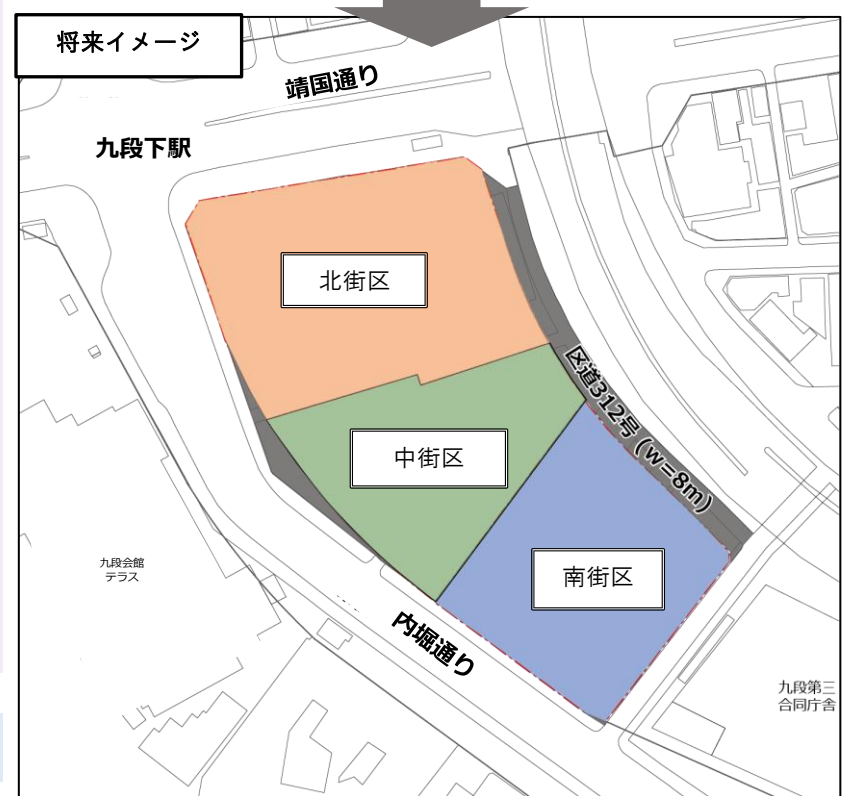 将来イメージ
靖国通り
九段下駅
北街区
区道312号 (w=8m)
中街区
南街区
九段会館
テラス
内堀通り
九段第三
合同庁舎